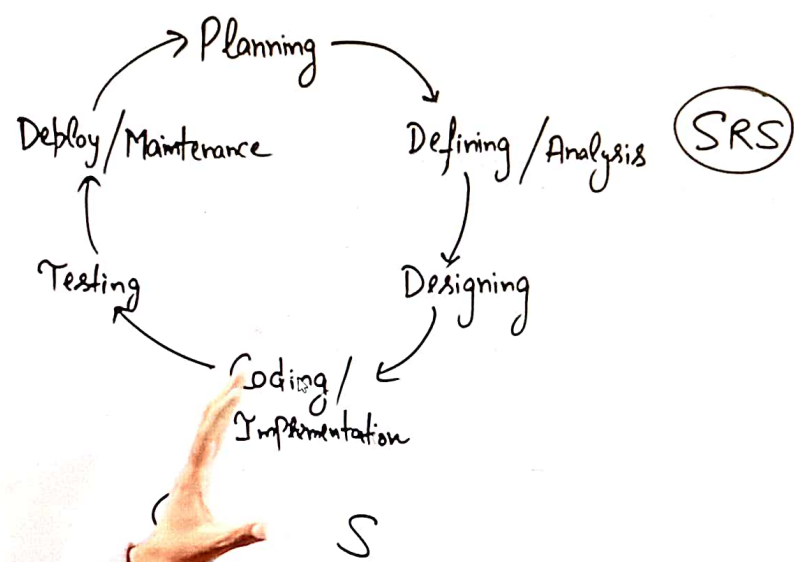 Planning
Deploy/Maintenance
Defining/Analysis
SRS
Testing
Designing
Coding/
Implementation
S